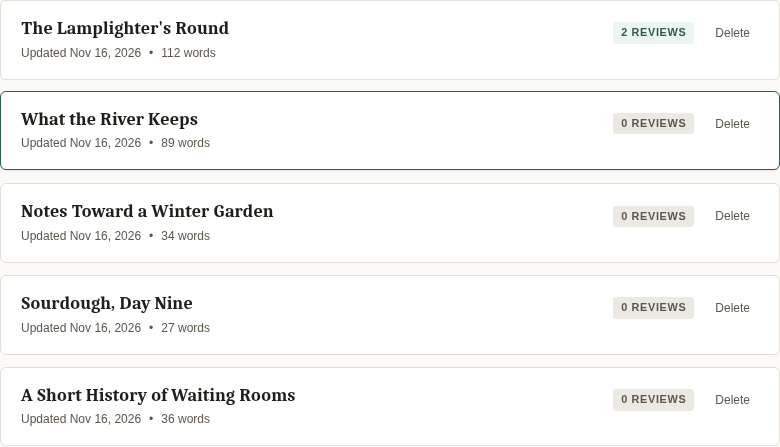 The Lamplighter's Round
2 REVIEWS
Delete
Updated Nov 16, 2026 • 112 words
What the River Keeps
0 REVIEWS
Delete
Updated Nov 16, 2026 • 89 words
Notes Toward a Winter Garden
0 REVIEWS
Delete
Updated Nov 16, 2026 • 34 words
Sourdough, Day Nine
0 REVIEWS
Delete
Updated Nov 16, 2026 • 27 words
A Short History of Waiting Rooms
0 REVIEWS
Delete
Updated Nov 16, 2026 • 36 words